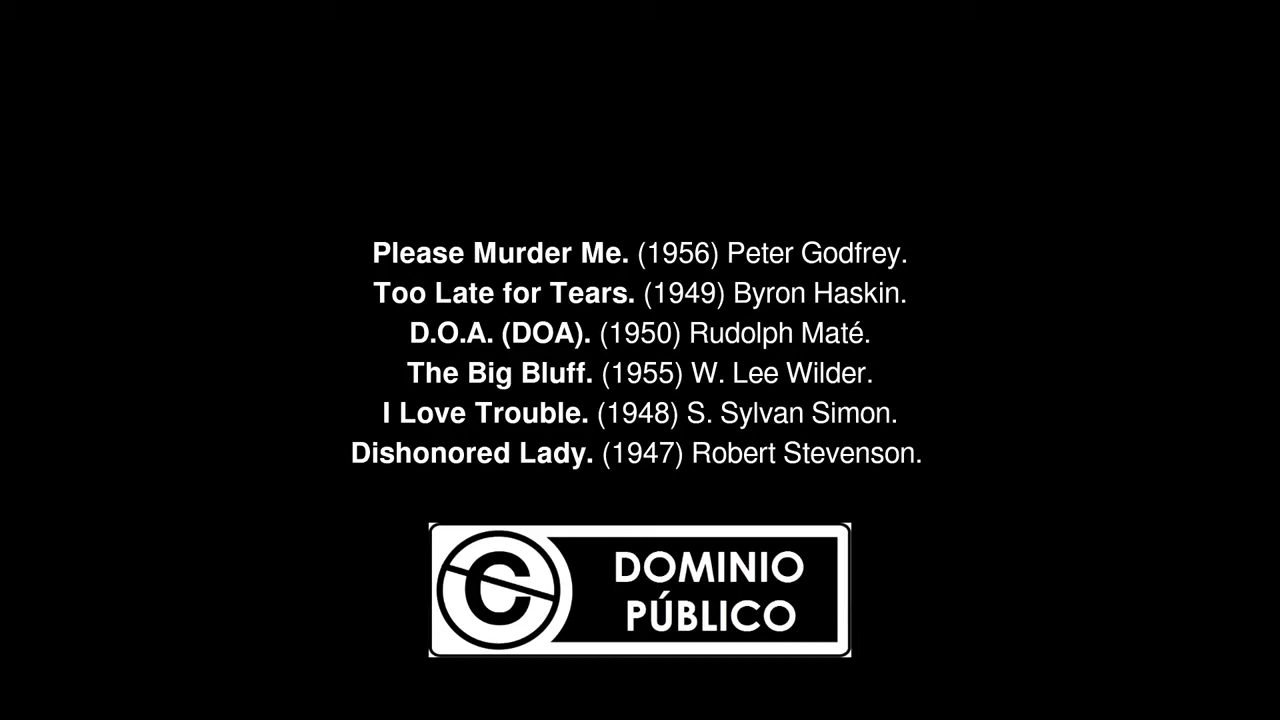 Please Murder Me. (1956) Peter Godfrey.
Too Late for Tears. (1949) Byron Haskin.
D.O.A. (DOA). (1950) Rudolph Maté.
The Big Bluff. (1955) W. Lee Wilder.
I Love Trouble. (1948) S. Sylvan Simon.
Dishonored Lady. (1947) Robert Stevenson.
C
DOMINIO
PÚBLICO